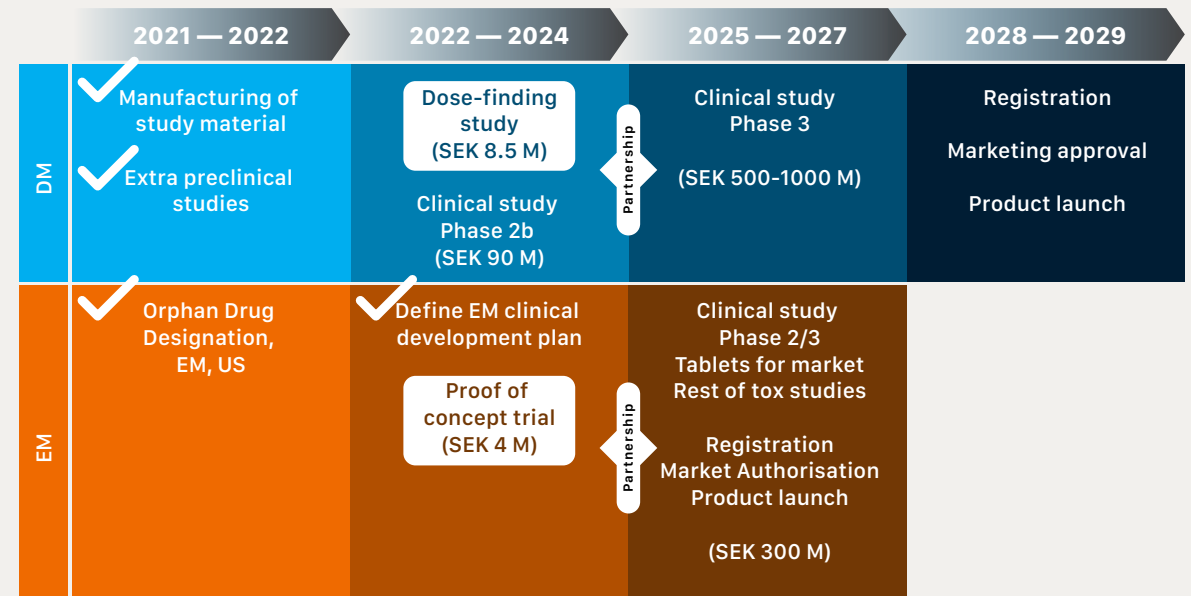 2021 — 2022
2022 — 2024
2025 — 2027
2028 — 2029
DM
Manufacturing of
study material
Extra preclinical
studies
Dose-finding
study
(SEK 8.5 M)
Clinical study
Phase 2b
(SEK 90 M)
Partnership
Clinical study
Phase 3
(SEK 500-1000 M)
Registration
Marketing approval
Product launch
EM
Orphan Drug
Designation,
EM, US
Define EM clinical
development plan
Proof of
concept trial
(SEK 4 M)
Partnership
Clinical study
Phase 2/3
Tablets for market
Rest of tox studies
Registration
Market Authorisation
Product launch
(SEK 300 M)